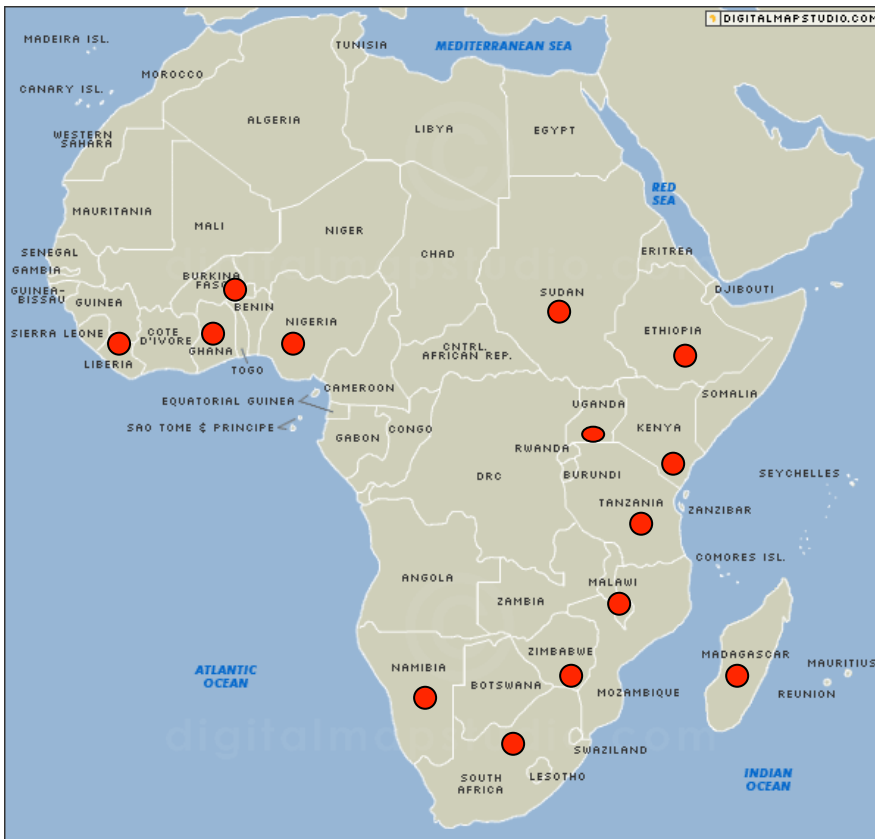 DIGITALMAPSTUDIO.COM
MADEIRA ISL.
TUNISIA
MEDITERRANEAN SEA
MOROCCO
CANARY ISL.
ALGERIA
LIBYA
EGYPT
WESTERN
SAHARA
RED
SEA
MAURITANIA
MALI
NIGER
CHAD
ERITREA
SENEGAL
GAMBIA
digitalmapstudio.com
BURKINA
FASO
SUDAN
DJIBOUTI
GUINEA-
BISSAU
GUINEA
BENIN
NIGERIA
ETHIOPIA
SIERRA LEONE
COTE
D'IVORE
GHANA
LIBERIA
TOGO
CNTRL.
AFRICAN REP.
CAMEROON
SOMALIA
EQUATORIAL GUINEA
UGANDA
SAO TOME & PRINCIPE
GABON
CONGO
KENYA
RWANDA
DRC
BURUNDI
SEYCHELLES
TANZANIA
ZANZIBAR
COMORES ISL.
ANGOLA
MALAWI
ZAMBIA
©
ZIMBABWE
MADAGASCAR
MAURITIUS
ATLANTIC
OCEAN
NAMIBIA
BOTSWANA
MOZAMBIQUE
REUNION
digitalmapstudio.com
SWAZILAND
SOUTH
AFRICA
LESOTHO
INDIAN
OCEAN